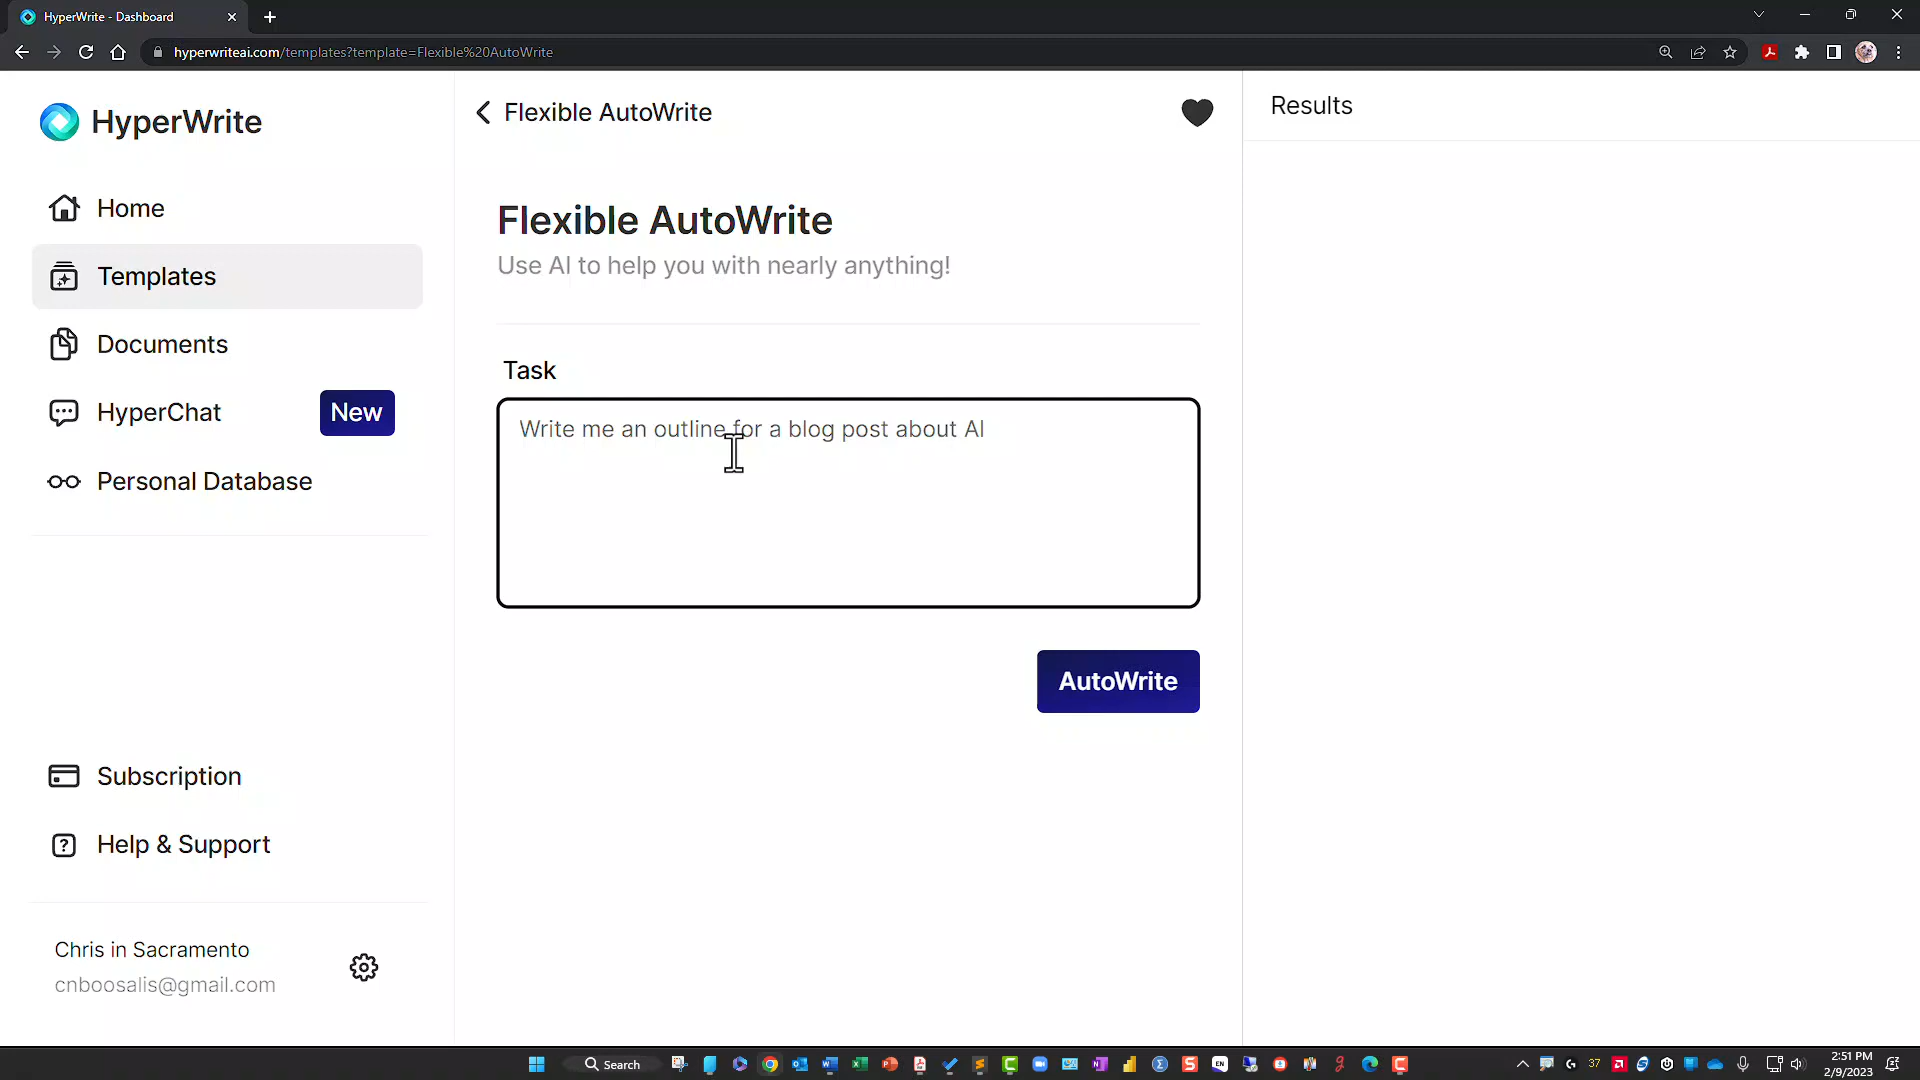 HyperWrite - Dashboard
hyperwriteai.com/templates?template=Flexible%20AutoWrite
HyperWrite
Home
Templates
Documents
HyperChat
New
Personal Database
Subscription
Help & Support
Chris in Sacramento
cnboosalis@gmail.com
Flexible AutoWrite
Flexible AutoWrite
Use AI to help you with nearly anything!
Task
Write me an outline for a blog post about AI
AutoWrite
Results
Search
37
2:51 PM
2/9/2023